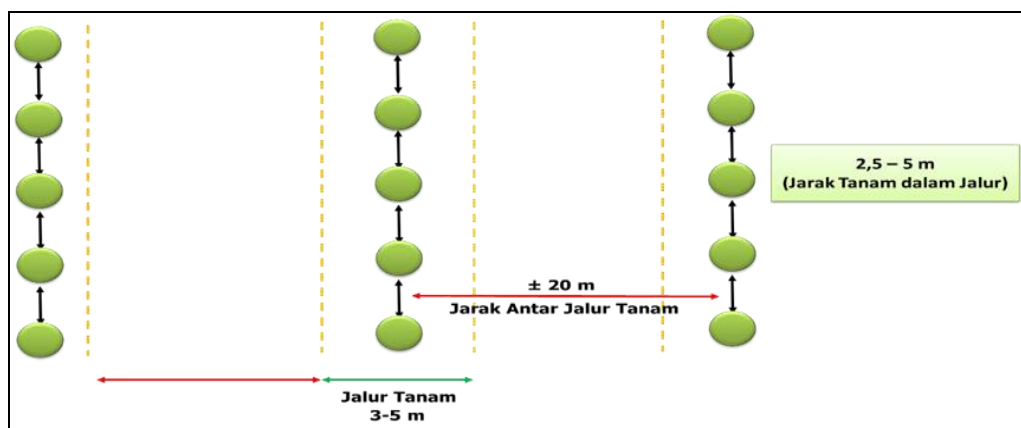 2,5 – 5 m
(Jarak Tanam dalam Jalur)
± 20 m
Jarak Antar Jalur Tanam
Jalur Tanam
3-5 m